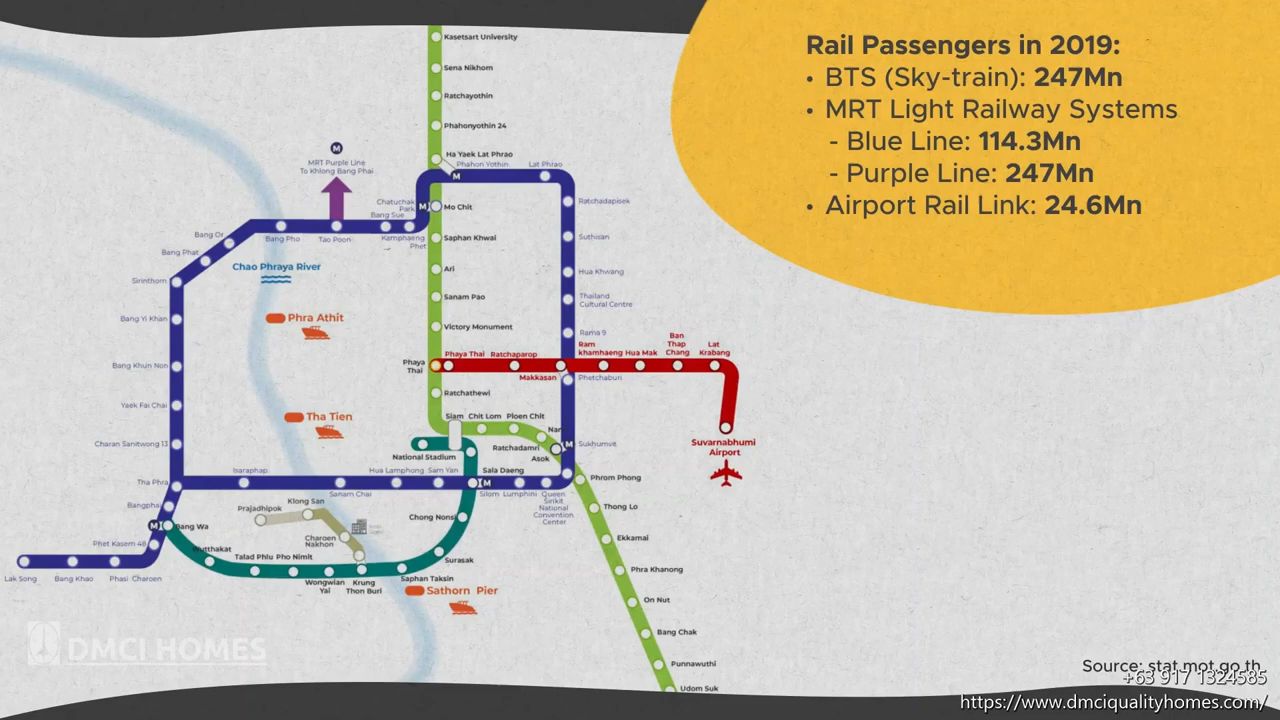 Rail Passengers in 2019:
• BTS (Sky-train): 247Mn
• MRT Light Railway Systems
- Blue Line: 114.3Mn
- Purple Line: 247Mn
• Airport Rail Link: 24.6Mn
Kasetsart University
Sena Nikhom
Ratchayothin
Phahonyothin 24
Ha Yaek Lat Phrao
Phahon Yothin
Lat Phrao
M
M
MRT Purple Line
To Khlong Bang Phai
Chatuchak
Park
M
Mo Chit
Ratchadapisek
Bang Sue
Kamphaeng
Phet
Tao Poon
Bang Pho
Bang Or
Bang Phat
Saphan Khwai
Suthisan
Chao Phraya River
Sirinthorn
Ari
Hua Khwang
Sanam Pao
Thailand
Cultural Centre
Bang Yi Khan
Phra Athit
Victory Monument
Rama 9
Phaya
Thai
Phaya Thai
Ratchaparop
Makkasan
Ram
khamhaeng
Hua Mak
Ban
Thap
Chang
Lat
Krabang
Bang Khun Non
Phetchaburi
Ratchathewi
Yaek Fai Chai
Tha Tien
Siam
Chit Lom
Ploen Chit
Nan
Charan Sanitwong 13
National Stadium
Ratchadamri
Asok
M
Sukhumvit
Suvarnabhumi
Airport
Tha Phra
Isaraphap
Sanam Chai
Hua Lamphong
Sam Yan
Sala Daeng
M
Silom
Lumphini
Queen
Sirikit
National
Convention
Center
Phrom Phong
Bangphai
Klong San
Prajadhipok
Charoen
Nakhon
Chong Nonsi
Thong Lo
M
Bang Wa
Phet Kasem 48
Wutthakat
Talad Phlu
Pho Nimit
Wongwian
Yai
Krung
Thon Buri
Saphan Taksin
Surasak
Ekkamai
Phra Khanong
Lak Song
Bang Khao
Phasi Charoen
Sathorn Pier
On Nut
Bang Chak
Punnawuthi
Udom Suk
DMCI HOMES
Source: stat.mot.go.th
+63 917 1324585
https://www.dmciqualityhomes.com/